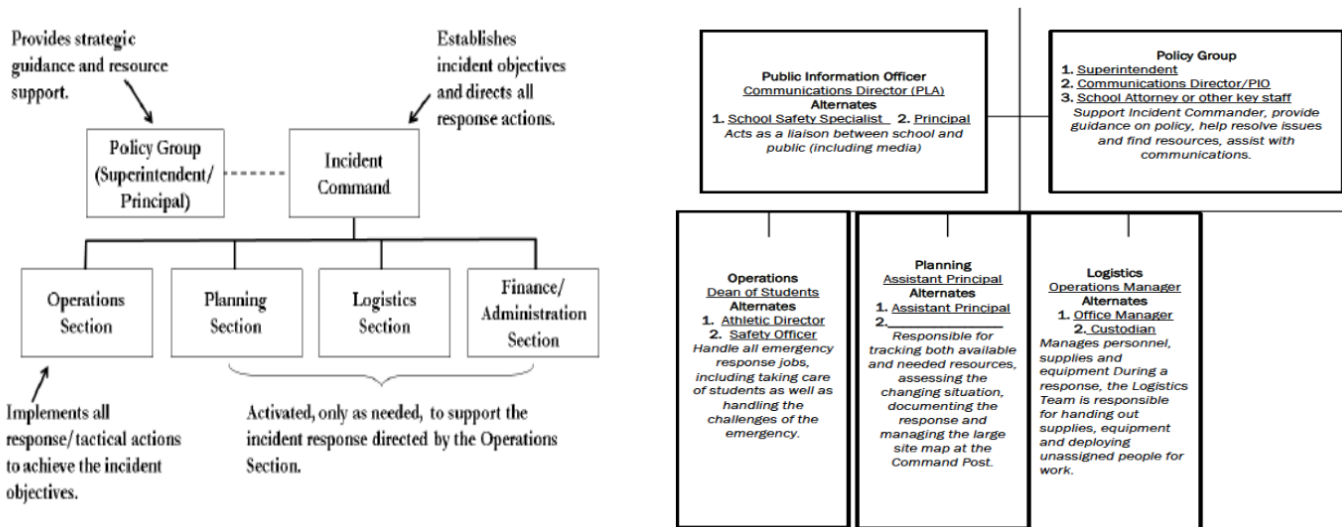 Provides strategic
guidance and resource
support.
Establishes
incident objectives
and directs all
response actions.
Policy Group
(Superintendent/
Principal)
Incident
Command
Operations
Section
Planning
Section
Logistics
Section
Finance/
Administration
Section
Implements all
response/tactical actions
to achieve the incident
objectives.
Activated, only as needed, to support the
incident response directed by the Operations
Section.
Public Information Officer
Communications Director (PLA)
Alternates
1. School Safety Specialist 2. Principal
Acts as a liaison between school and
public (including media)
Policy Group
1. Superintendent
2. Communications Director/PIO
3. School Attorney or other key staff
Support Incident Commander, provide
guidance on policy, help resolve issues
and find resources, assist with
communications.
Operations
Dean of Students
Alternates
1. Athletic Director
2. Safety Officer
Handle all emergency
response jobs,
including taking care
of students as well as
handling the
challenges of the
emergency.
Planning
Assistant Principal
Alternates
1. Assistant Principal
2.
Responsible for
tracking both available
and needed resources,
assessing the
changing situation,
documenting the
response and
managing the large
site map at the
Command Post.
Logistics
Operations Manager
Alternates
1. Office Manager
2. Custodian
Manages personnel,
supplies and
equipment During a
response, the Logistics
Team is responsible
for handing out
supplies, equipment
and deploying
unassigned people for
work.